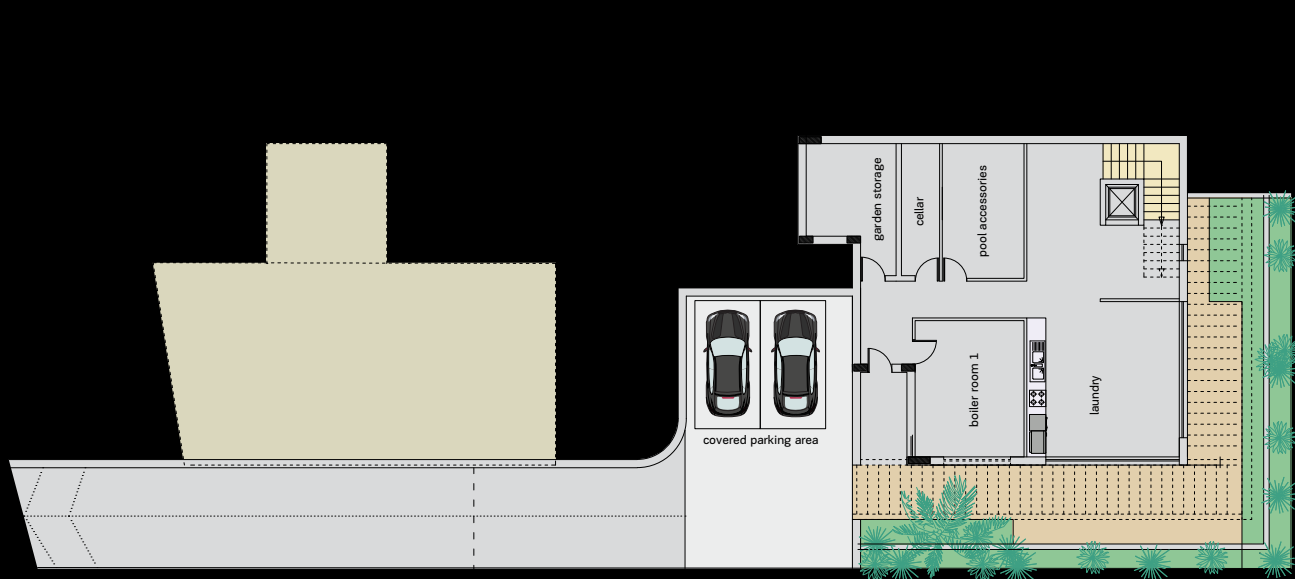 garden storage
cellar
pool accessories
boiler room 1
laundry
covered parking area